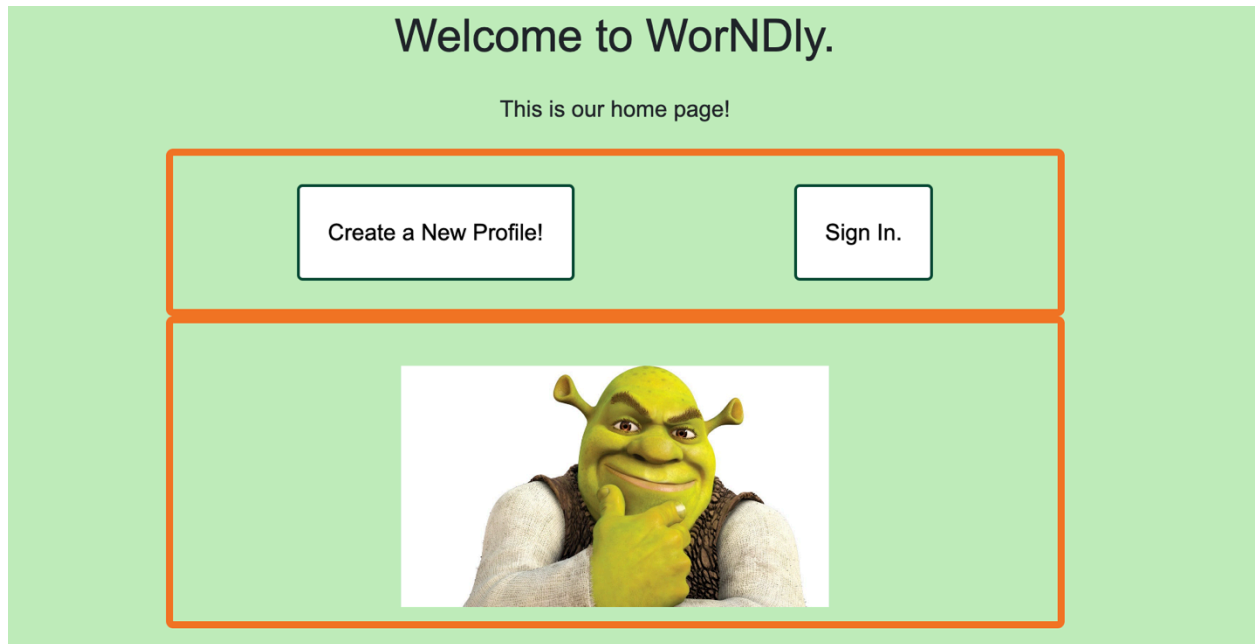 Welcome to WorNDly.
This is our home page!
Create a New Profile!
Sign In.